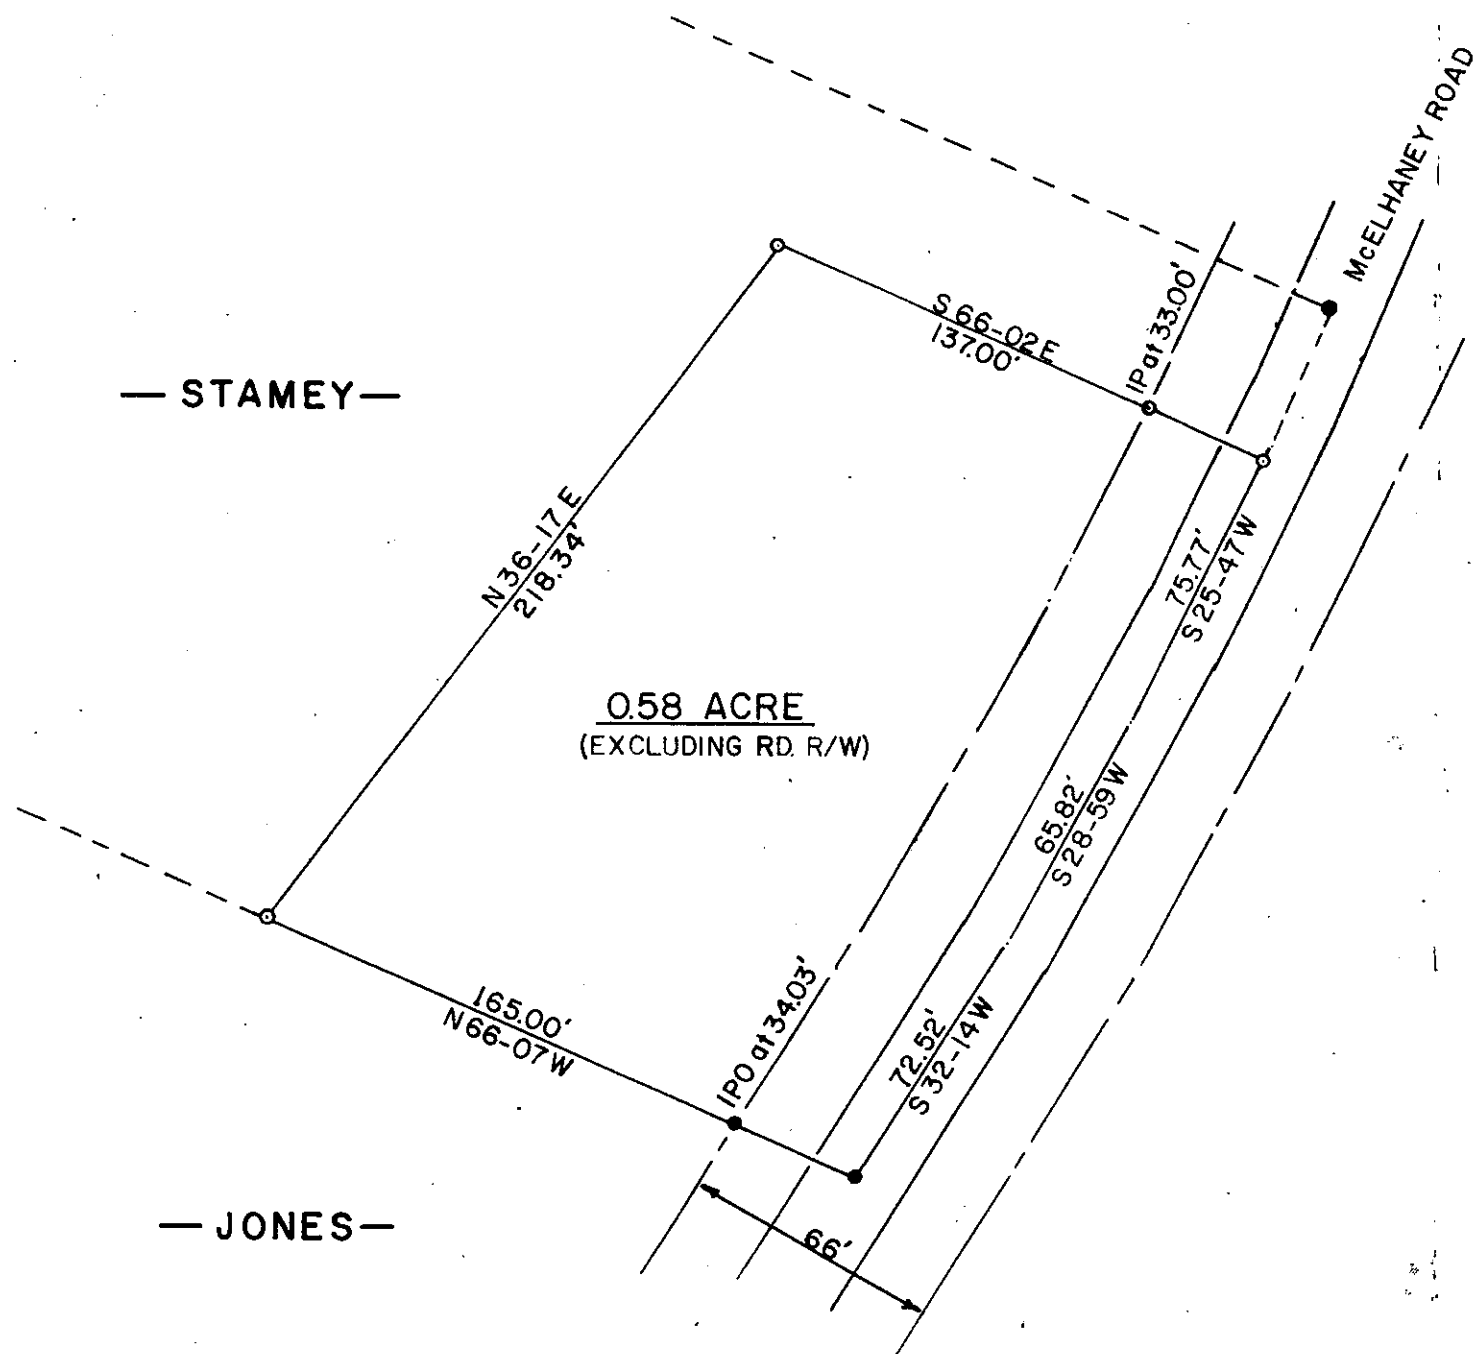 McELHANEY ROAD
S 66-02 E
137.00'
IP at 33.00'
— STAMEY —
N 36-17 E
218.34'
75.77'
S 25-47 W
0.58 ACRE
(EXCLUDING RD. R/W)
65.82'
S 28-59 W
165.00'
N 66-07 W
IPO at 34.03'
72.52'
S 32-14 W
— JONES —
66'